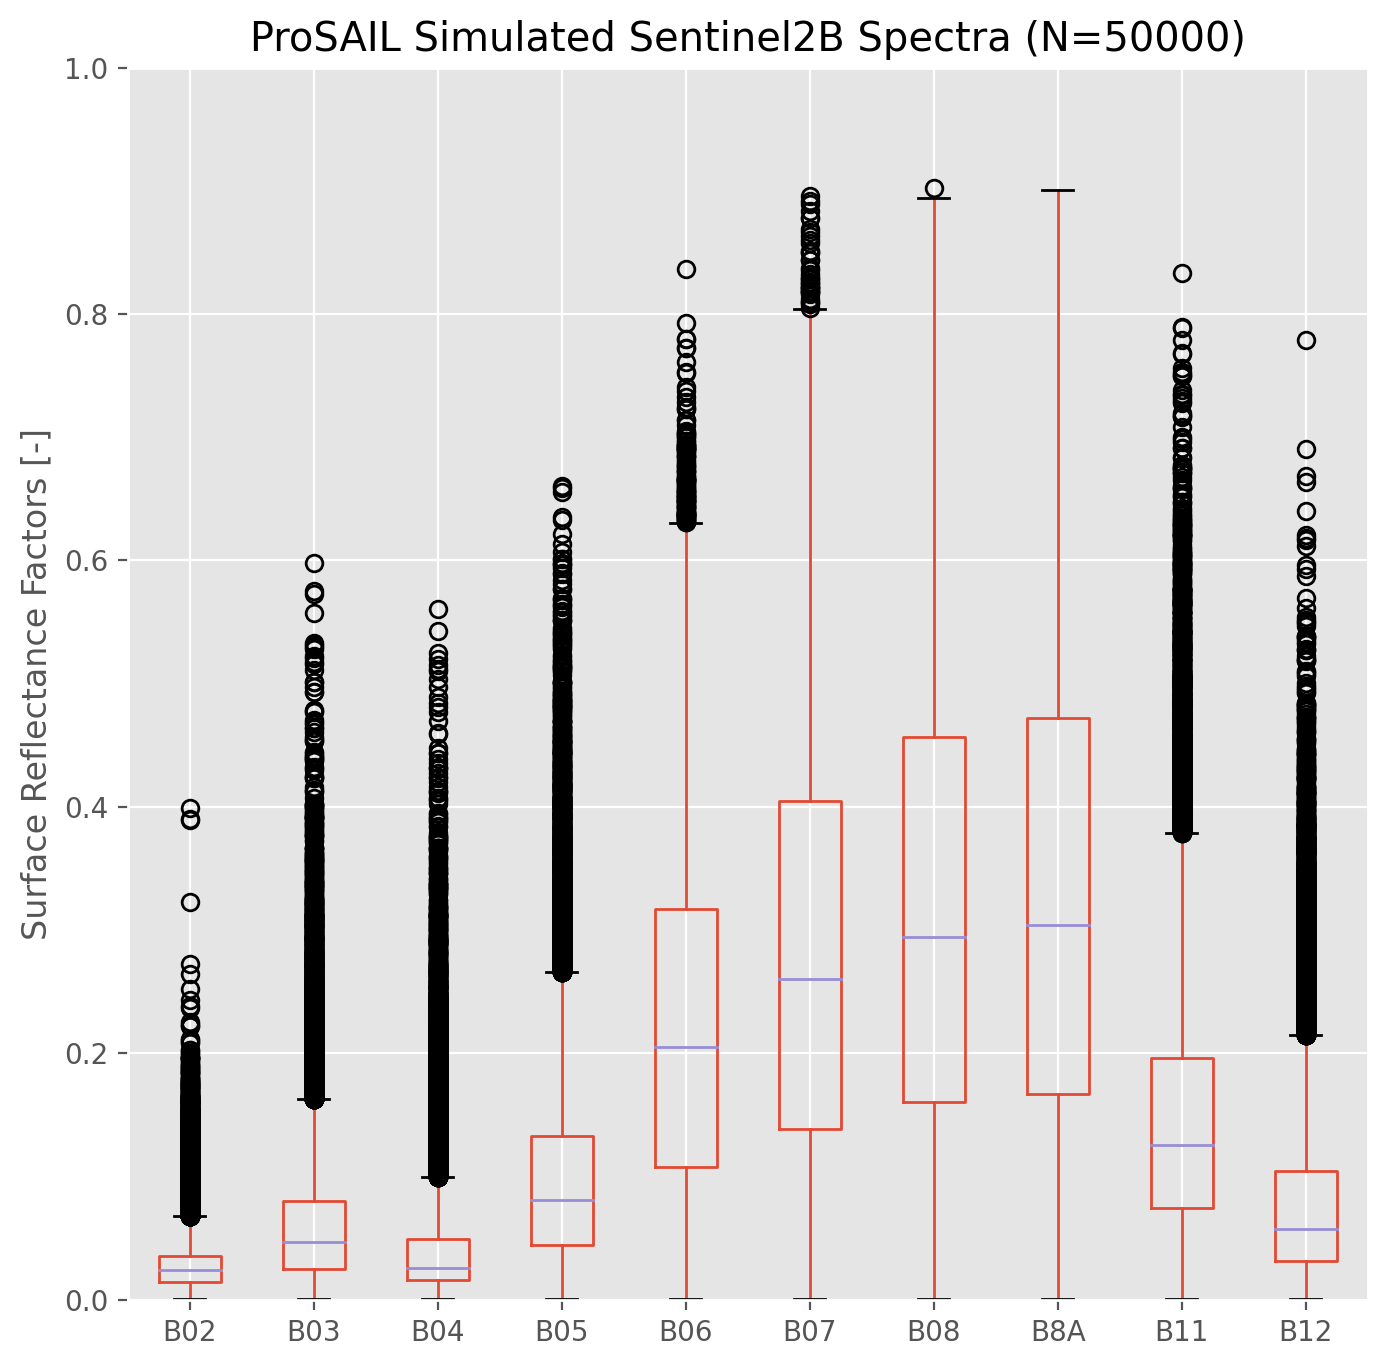 ProSAIL Simulated Sentinel2B Spectra (N=50000)
Surface Reflectance Factors [-]
1.0
0.8
0.6
0.4
0.2
0.0
B02 B03 B04 B05 B06 B07 B08 B8A B11 B12